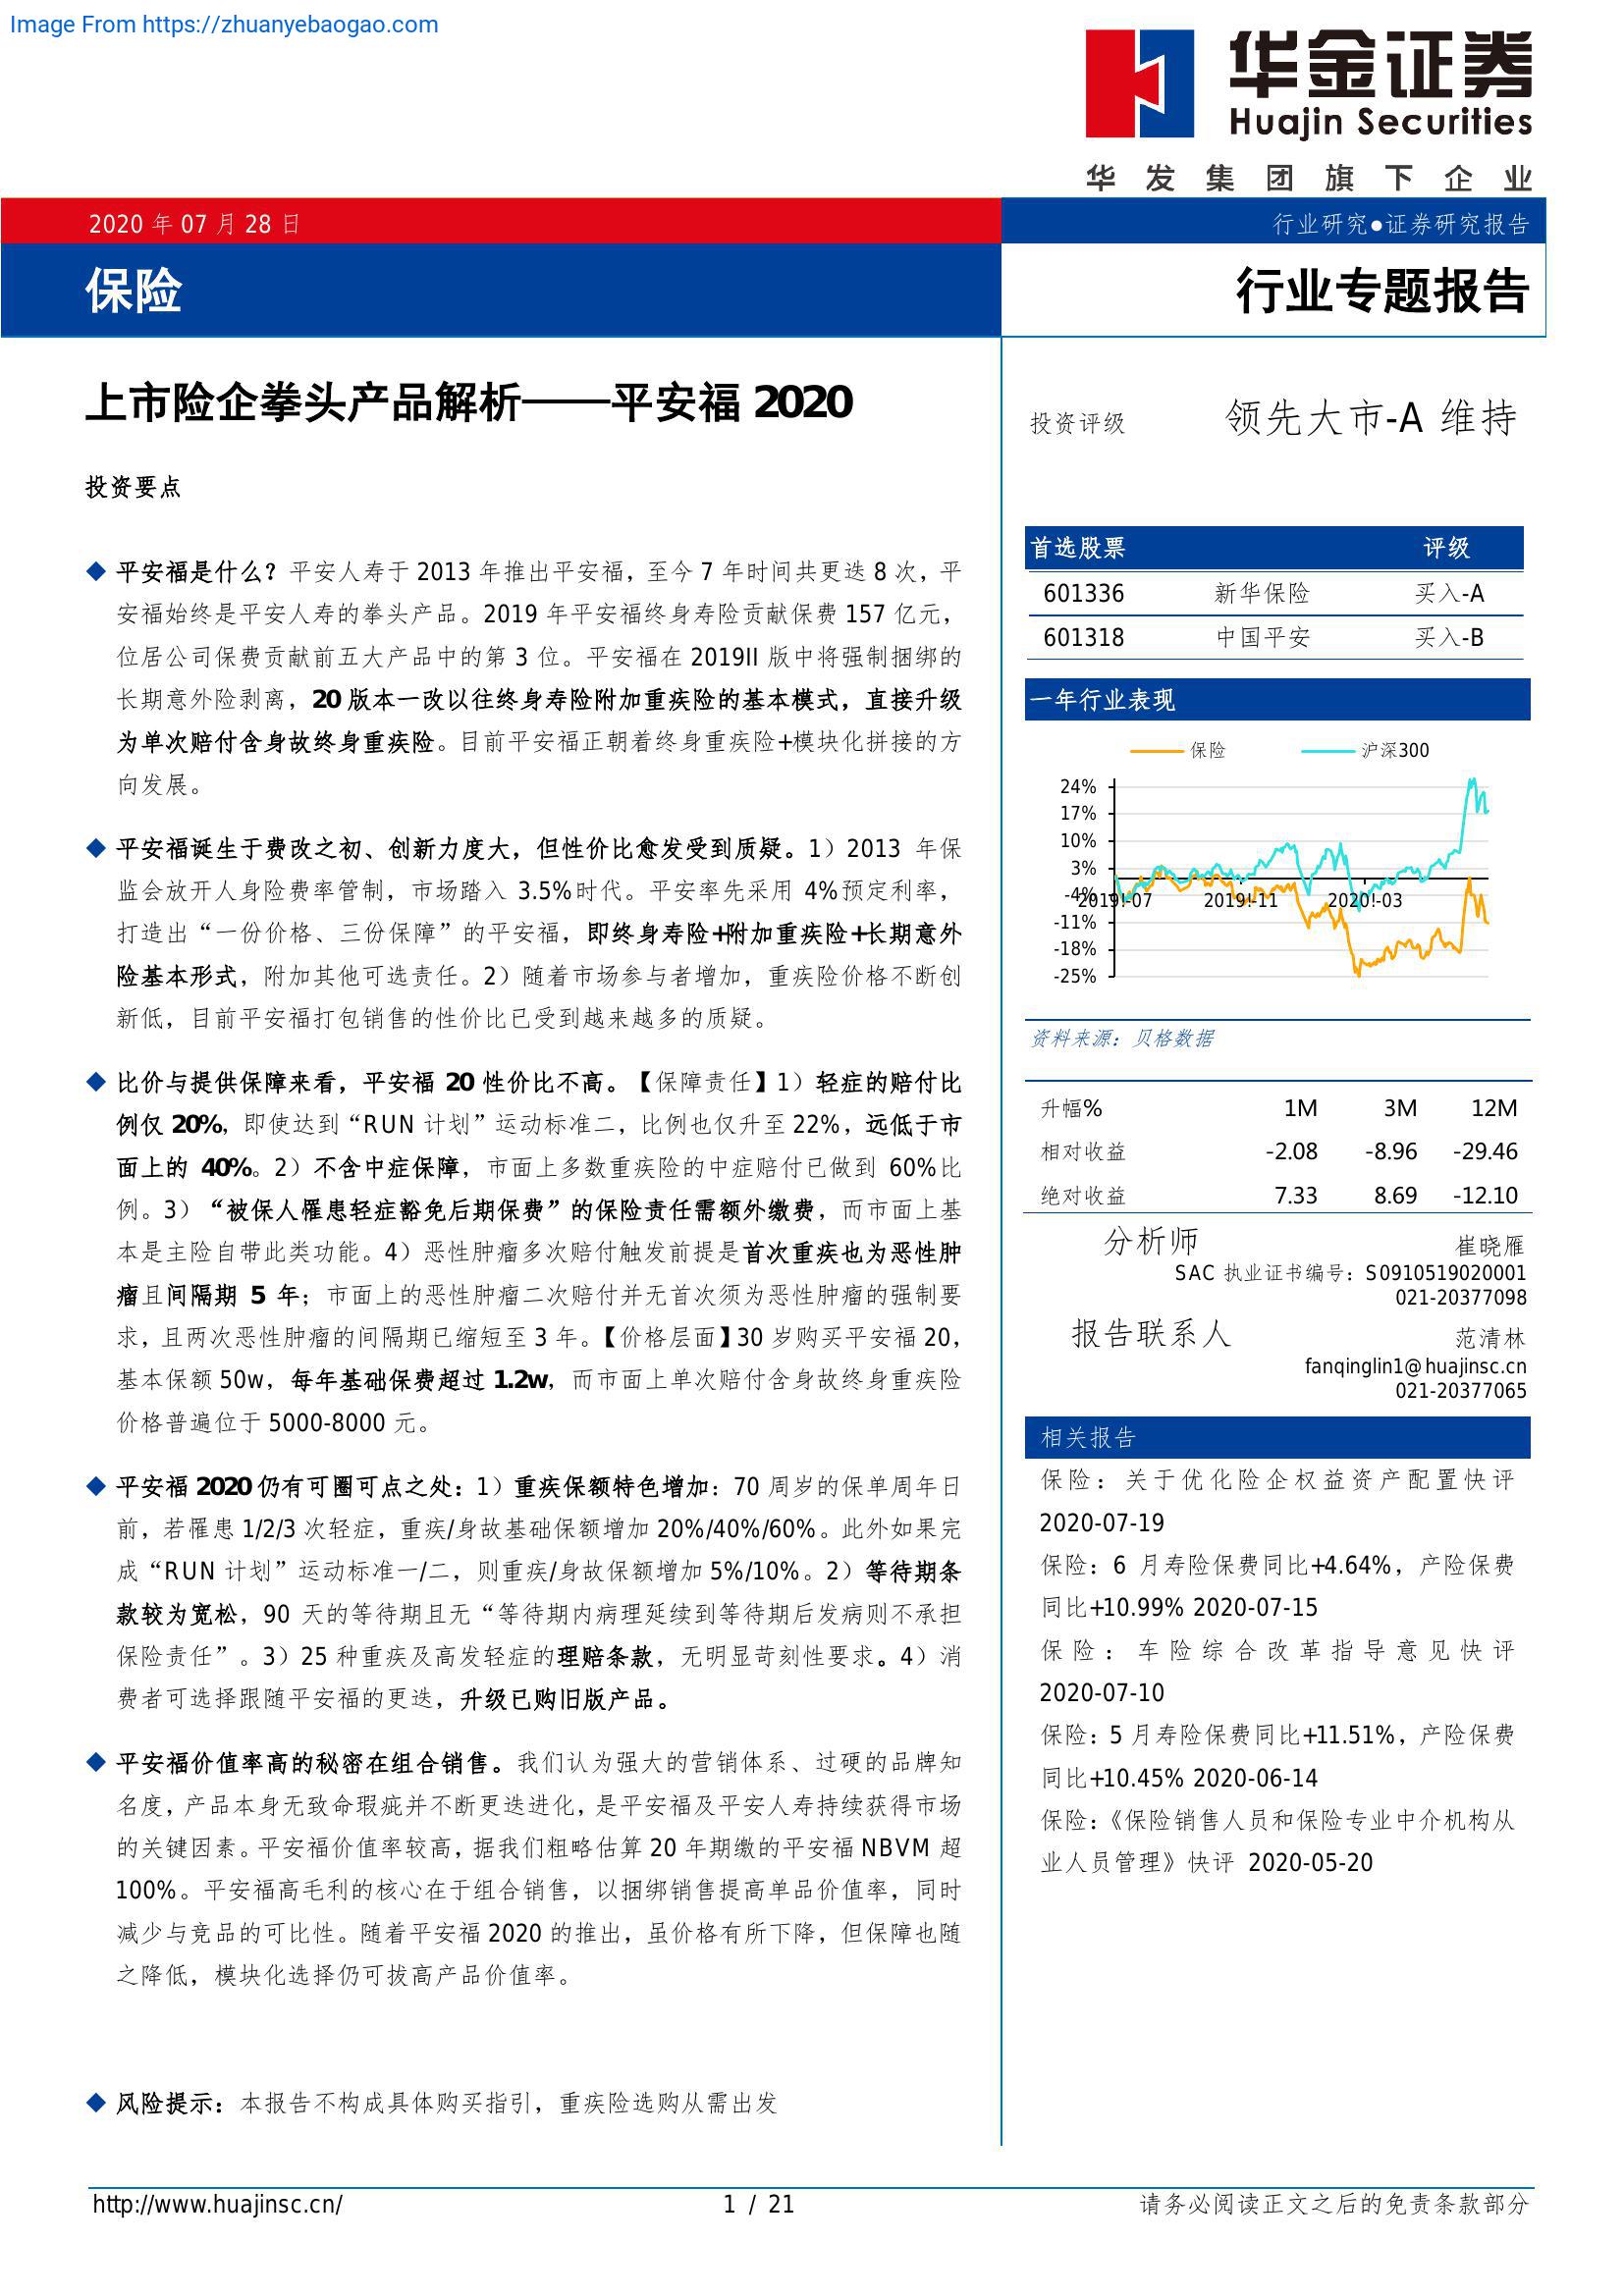 Image From https://zhuanyebaogao.com
华金证券
Huajin Securities
华发集团旗下企业
2020 年 07 月 28 日
行业研究●证券研究报告
保险
行业专题报告
上市险企拳头产品解析——平安福 2020
投资要点
◆ 平安福是什么？平安人寿于 2013 年推出平安福，至今 7 年时间共更迭 8 次，平
安福始终是平安人寿的拳头产品。2019 年平安福终身寿险贡献保费 157 亿元，
位居公司保费贡献前五大产品中的第 3 位。平安福在 2019II 版中将强制捆绑的
长期意外险剥离，20 版本一改以往终身寿险附加重疾险的基本模式，直接升级
为单次赔付含身故终身重疾险。目前平安福正朝着终身重疾险+模块化拼接的方
向发展。
◆ 平安福诞生于费改之初、创新力度大，但性价比愈发受到质疑。1）2013 年保
监会放开人身险费率管制，市场踏入 3.5%时代。平安率先采用 4%预定利率，
打造出“一份价格、三份保障”的平安福，即终身寿险+附加重疾险+长期意外
险基本形式，附加其他可选责任。2）随着市场参与者增加，重疾险价格不断创
新低，目前平安福打包销售的性价比已受到越来越多的质疑。
◆ 比价与提供保障来看，平安福 20 性价比不高。【保障责任】1）轻症的赔付比
例仅 20%，即使达到“RUN 计划”运动标准二，比例也仅升至 22%，远低于市
面上的 40%。2）不含中症保障，市面上多数重疾险的中症赔付已做到 60%比
例。3）“被保人罹患轻症豁免后期保费”的保险责任需额外缴费，而市面上基
本是主险自带此类功能。4）恶性肿瘤多次赔付触发前提是首次重疾也为恶性肿
瘤且间隔期 5 年；市面上的恶性肿瘤二次赔付并无首次须为恶性肿瘤的强制要
求，且两次恶性肿瘤的间隔期已缩短至 3 年。【价格层面】30 岁购买平安福 20，
基本保额 50w，每年基础保费超过 1.2w，而市面上单次赔付含身故终身重疾险
价格普遍位于 5000-8000 元。
◆ 平安福 2020 仍有可圈可点之处：1）重疾保额特色增加：70 周岁的保单周年日
前，若罹患 1/2/3 次轻症，重疾/身故基础保额增加 20%/40%/60%。此外如果完
成“RUN 计划”运动标准一/二，则重疾/身故保额增加 5%/10%。2）等待期条
款较为宽松，90 天的等待期且无“等待期内病理延续到等待期后发病则不承担
保险责任”。3）25 种重疾及高发轻症的理赔条款，无明显苛刻性要求。4）消
费者可选择跟随平安福的更迭，升级已购旧版产品。
◆ 平安福价值率高的秘密在组合销售。我们认为强大的营销体系、过硬的品牌知
名度，产品本身无致命瑕疵并不断更迭进化，是平安福及平安人寿持续获得市场
的关键因素。平安福价值率较高，据我们粗略估算 20 年期缴的平安福 NBVM 超
100%。平安福高毛利的核心在于组合销售，以捆绑销售提高单品价值率，同时
减少与竞品的可比性。随着平安福 2020 的推出，虽价格有所下降，但保障也随
之降低，模块化选择仍可拔高产品价值率。
◆ 风险提示：本报告不构成具体购买指引，重疾险选购从需出发
投资评级 领先大市-A 维持
首选股票 评级
601336 新华保险 买入-A
601318 中国平安 买入-B
一年行业表现
保险 沪深300
24%
17%
10%
3%
-4%
2019!-07 2019!-11 2020!-03
-11%
-18%
-25%
资料来源：贝格数据
升幅% 1M 3M 12M
相对收益 -2.08 -8.96 -29.46
绝对收益 7.33 8.69 -12.10
分析师 崔晓雁
SAC 执业证书编号：S0910519020001
021-20377098
报告联系人 范清林
fanqinglin1@huajinsc.cn
021-20377065
相关报告
保险：关于优化险企权益资产配置快评
2020-07-19
保险：6 月寿险保费同比+4.64%，产险保费
同比+10.99% 2020-07-15
保险：车险综合改革指导意见快评
2020-07-10
保险：5 月寿险保费同比+11.51%，产险保费
同比+10.45% 2020-06-14
保险：《保险销售人员和保险专业中介机构从
业人员管理》快评 2020-05-20
http://www.huajinsc.cn/
1 / 21
请务必阅读正文之后的免责条款部分